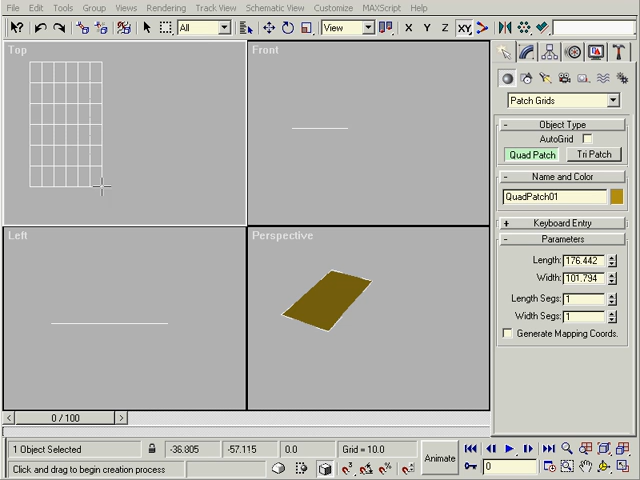 File Edit Tools Group Views Rendering Track View Schematic View Customize MAXScript Help
All View X Y Z XY
Top
Front
Left
Perspective
Patch Grids
- Object Type
AutoGrid
Quad Patch Tri Patch
- Name and Color
QuadPatch01
+ Keyboard Entry
- Parameters
Length: 176.442
Width: 101.794
Length Segs: 1
Width Segs: 1
Generate Mapping Coords.
< 0 / 100 >
1 Object Selected -36.805 -57.115 0.0 Grid = 10.0
Animate
0
Click and drag to begin creation process